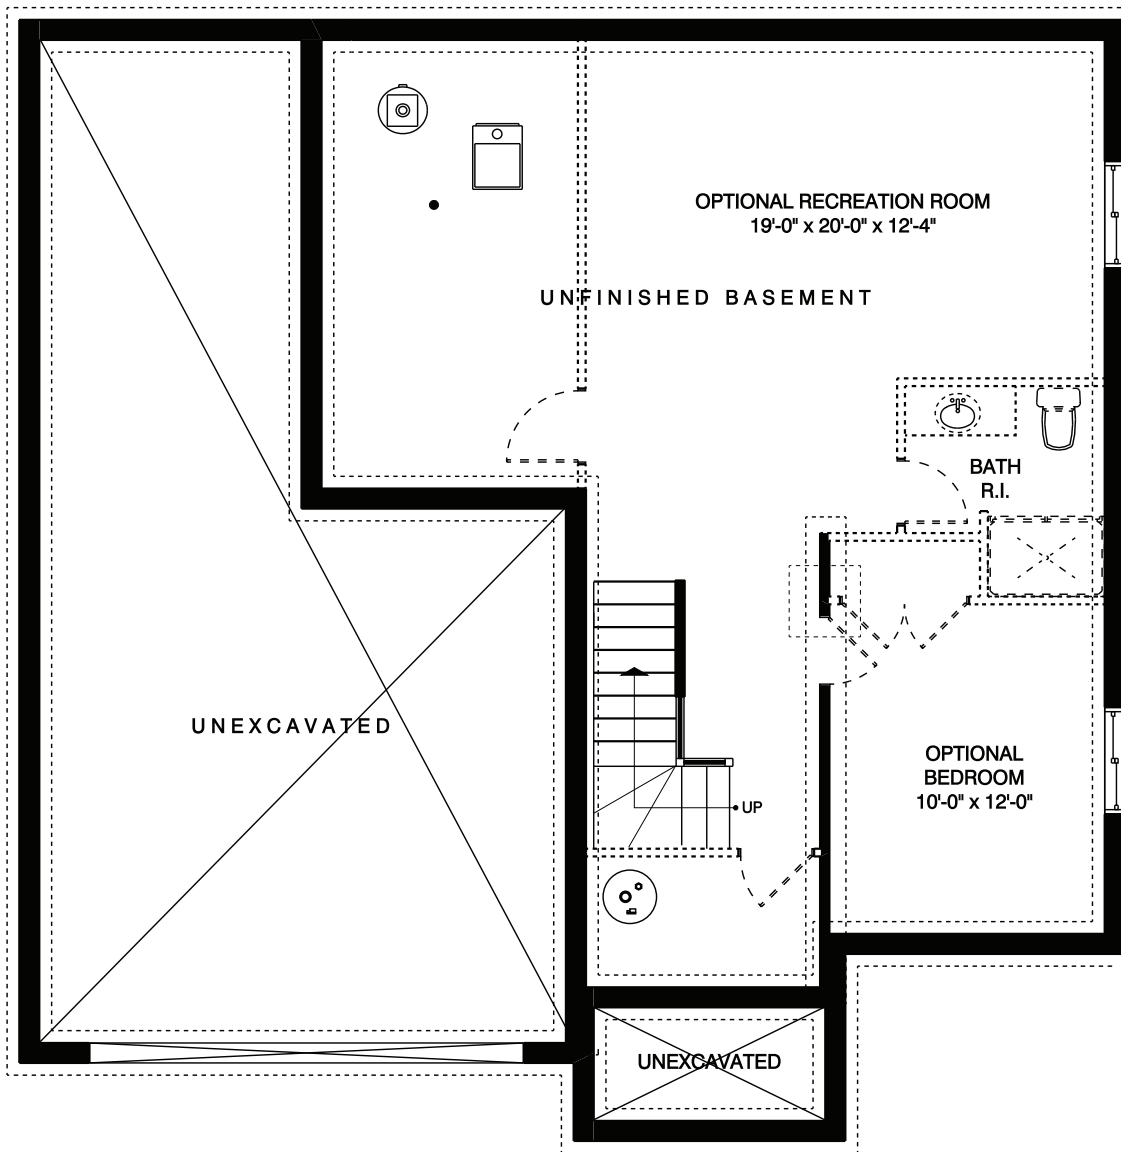 OPTIONAL RECREATION ROOM
19'-0" x 20'-0" x 12'-4"
UNFINISHED BASEMENT
BATH
R.I.
UNEXCAVATED
OPTIONAL
BEDROOM
10'-0" x 12'-0"
UP
UNEXCAVATED